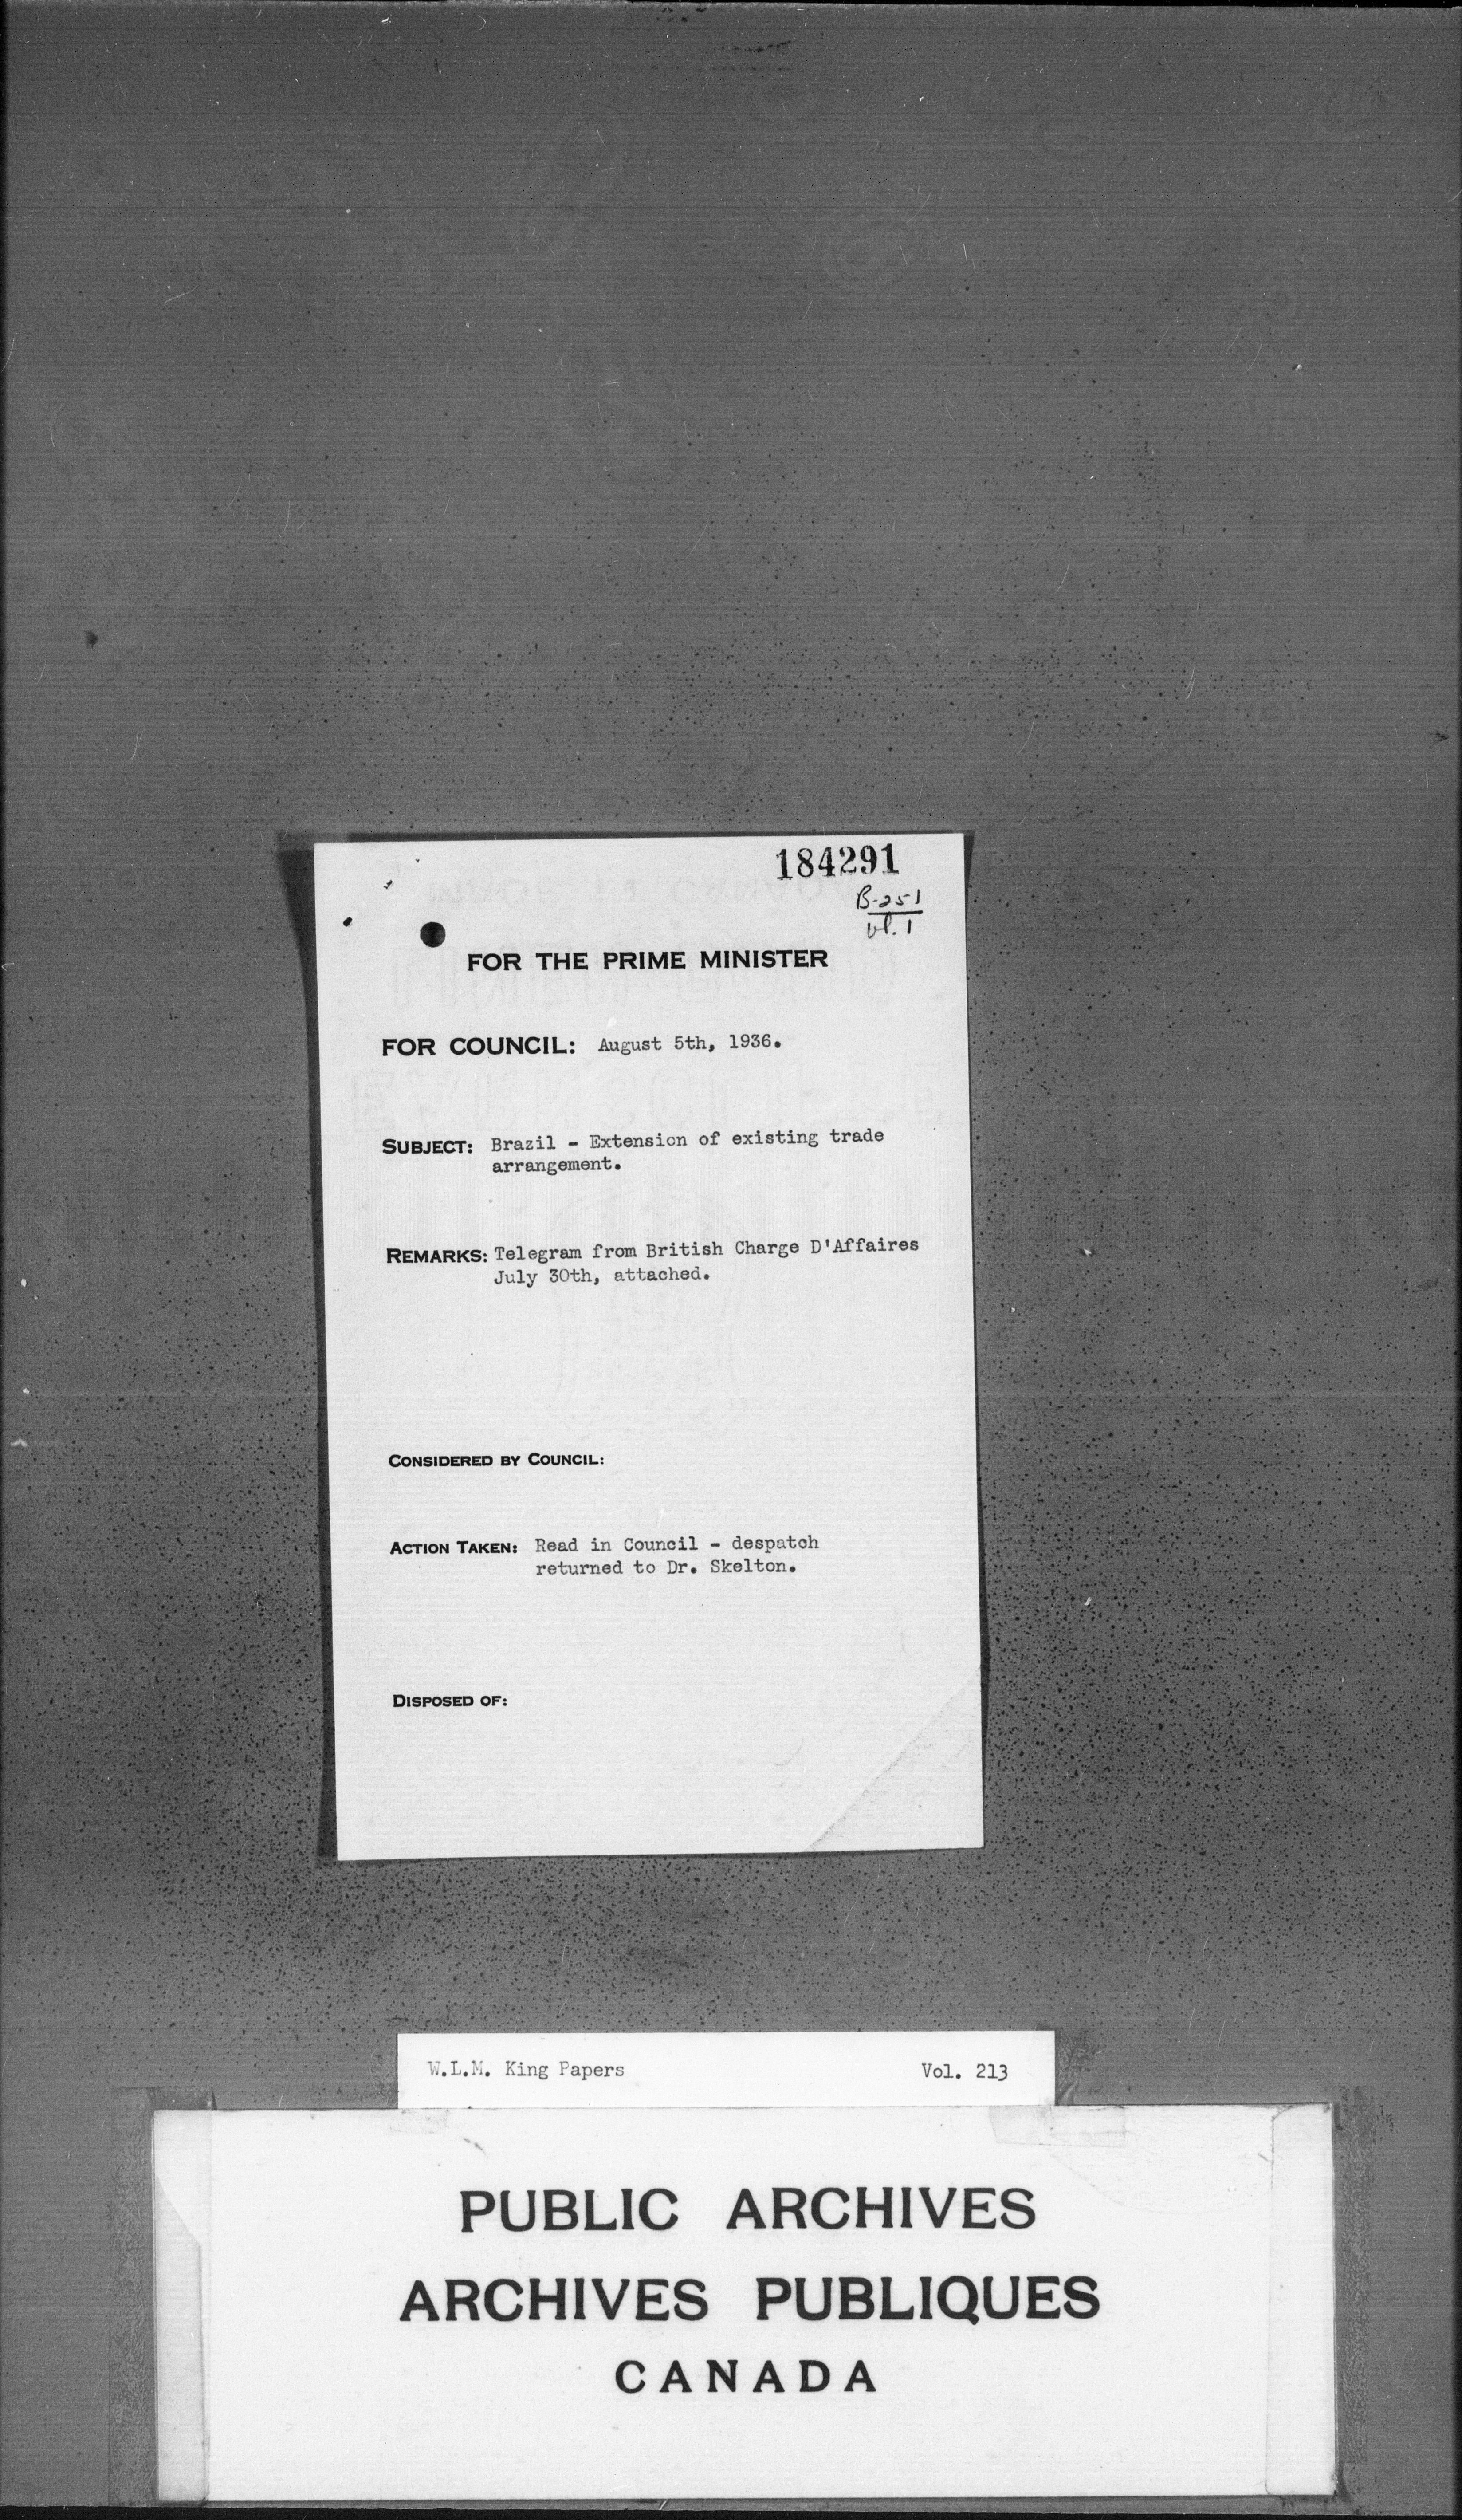 184291
B-251
vl. 1
FOR THE PRIME MINISTER
FOR COUNCIL: August 5th, 1936.
SUBJECT: Brazil - Extension of existing trade
arrangement.
REMARKS: Telegram from British Charge D'Affaires
July 30th, attached.
CONSIDERED BY COUNCIL:
ACTION TAKEN: Read in Council - despatch
returned to Dr. Skelton.
DISPOSED OF:
W.L.M. King Papers Vol. 213
PUBLIC ARCHIVES
ARCHIVES PUBLIQUES
CANADA